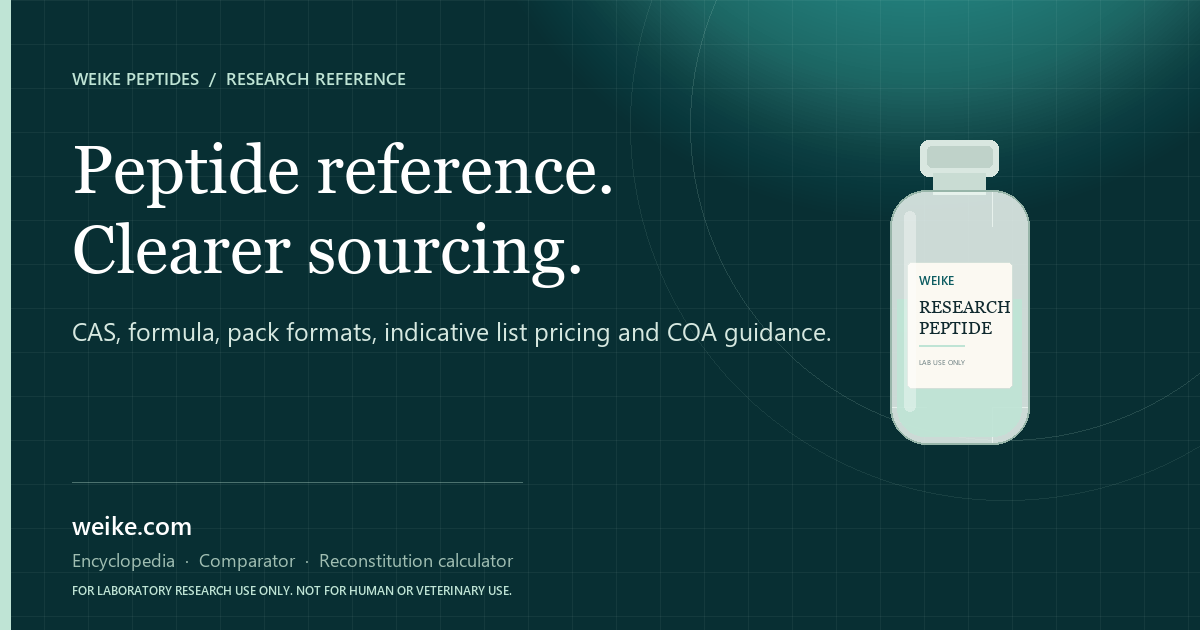 WEIKE PEPTIDES / RESEARCH REFERENCE
Peptide reference.
Clearer sourcing.
CAS, formula, pack formats, indicative list pricing and COA guidance.
WEIKE
RESEARCH
PEPTIDE
LAB USE ONLY
weike.com
Encyclopedia · Comparator · Reconstitution calculator
FOR LABORATORY RESEARCH USE ONLY. NOT FOR HUMAN OR VETERINARY USE.